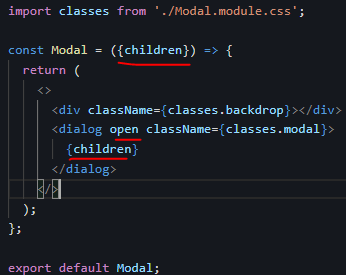 import classes from './Modal.module.css';
const Modal = ({children}) => {
return (
<>
<div className={classes.backdrop}></div>
<dialog open className={classes.modal}>
{children}
</dialog>
</>
);
};
export default Modal;